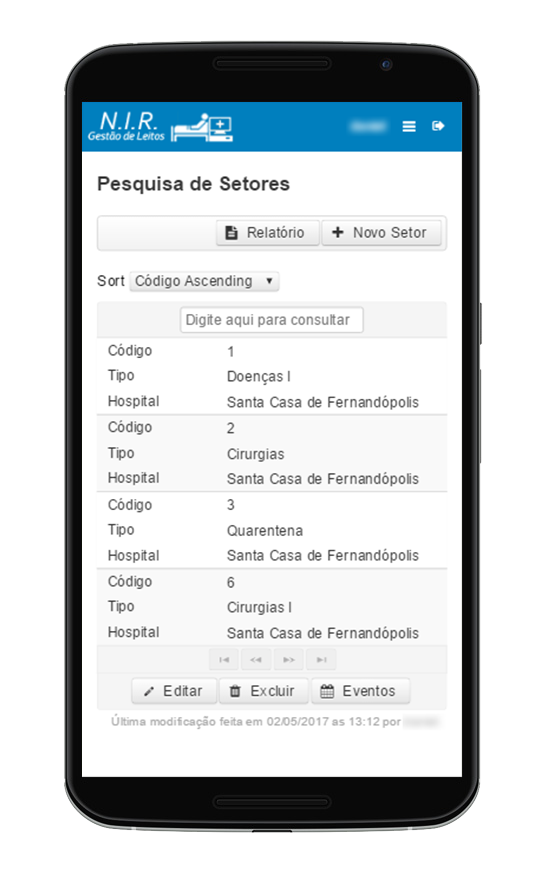 N.I.R.
Gestão de Leitos
Pesquisa de Setores
Relatório + Novo Setor
Sort Código Ascending
Digite aqui para consultar
Código 1
Tipo Doenças I
Hospital Santa Casa de Fernandópolis
Código 2
Tipo Cirurgias
Hospital Santa Casa de Fernandópolis
Código 3
Tipo Quarentena
Hospital Santa Casa de Fernandópolis
Código 6
Tipo Cirurgias I
Hospital Santa Casa de Fernandópolis
Editar Excluir Eventos
Última modificação feita em 02/05/2017 as 13:12 por